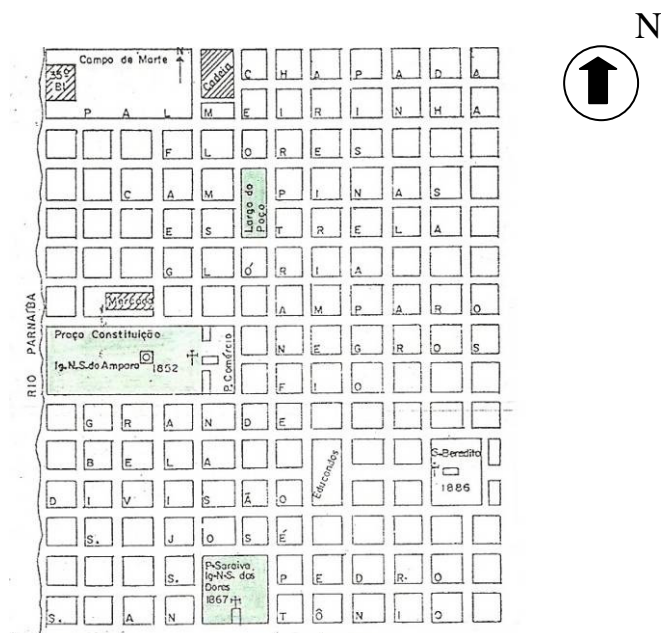 N
Campo de Marte N
35º
BI
Cadeia
C H A P A D A
P A L M E I R I N H A
F L O R E S
C A M P I N A S
Largo do
Poço
E S T R E L A
G L Ó R I A
Mercado
A M P A R O
RIO PARNAÍBA
Praça Constituição
Ig. N. S. do Amparo 1852
P. Comércio
N E G R O S
F I O
G R A N D E
B E L A
Educandos
S. Benedito
1886
D I V I S Ã O
S. J O S É
P. Saraiva
Ig. N. S. das
Dores
1867
S. P E D R O
S. A N T Ô N I O